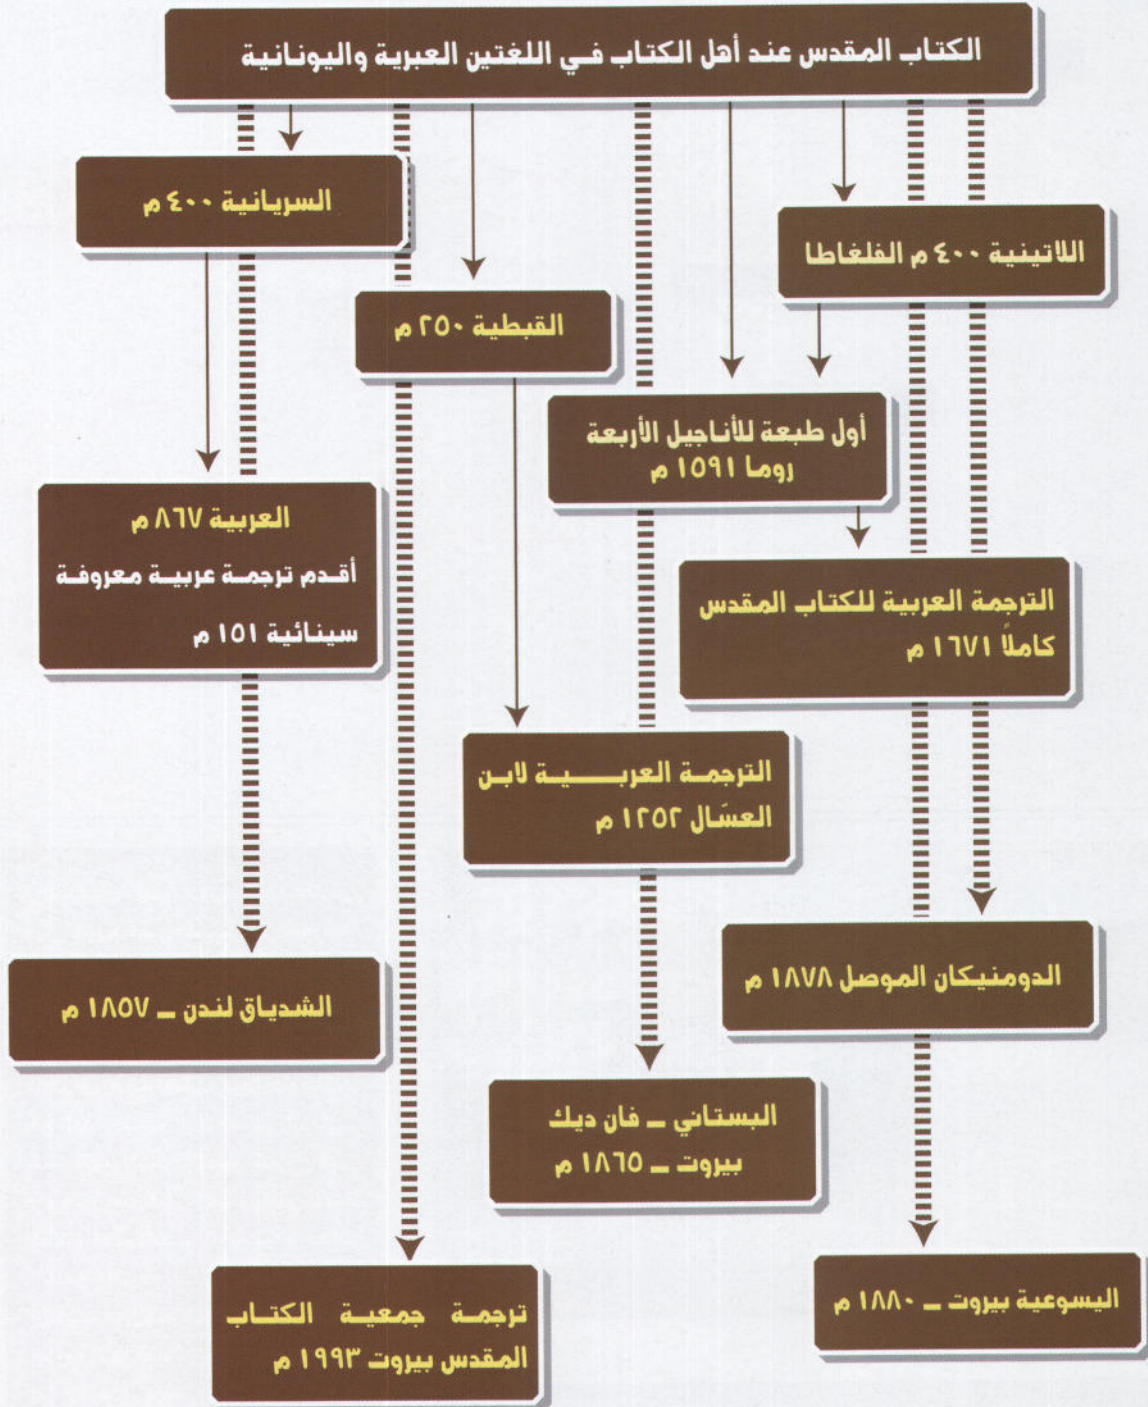 الكتاب المقدس عند أهل الكتاب في اللغتين العبرية واليونانية
السريانية ٤٠٠ م
اللاتينية ٤٠٠ م الفلغاطا
القبطية ٢٥٠ م
أول طبعة للأناجيل الأربعة
روما ١٥٩١ م
العربية ٨٦٧ م
أقدم ترجمة عربية معروفة
سينائية ١٥١ م
الترجمة العربية للكتاب المقدس
كاملاً ١٦٧١ م
الترجمة العربية لابن
العسَال ١٢٥٢ م
الدومنيكان الموصل ١٨٧٨ م
الشدياق لندن – ١٨٥٧ م
البستاني – فان ديك
بيروت – ١٨٦٥ م
اليسوعية بيروت – ١٨٨٠ م
ترجمة جمعية الكتاب
المقدس بيروت ١٩٩٣ م